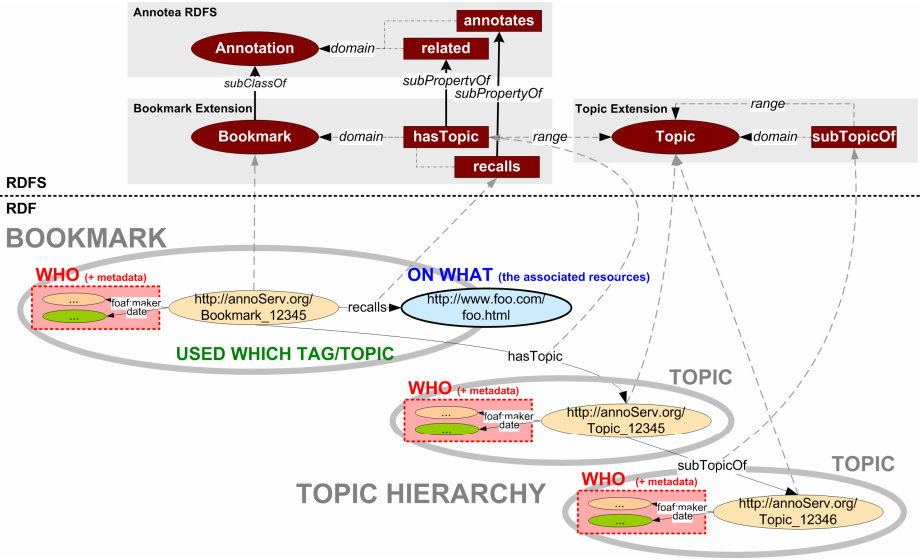 Annotea RDFS
annotates
Annotation
domain
related
subClassOf
subPropertyOf
subPropertyOf
Bookmark Extension
Topic Extension
range
Bookmark
domain
hasTopic
range
Topic
domain
subTopicOf
recalls
RDFS
RDF
BOOKMARK
WHO (+ metadata)
ON WHAT (the associated resources)
...
foaf:maker
date
...
http://annoServ.org/
Bookmark_12345
recalls
http://www.foo.com/
foo.html
USED WHICH TAG/TOPIC
hasTopic
TOPIC
WHO (+ metadata)
...
foaf:maker
date
...
http://annoServ.org/
Topic_12345
subTopicOf
TOPIC
TOPIC HIERARCHY
WHO (+ metadata)
...
foaf:maker
date
...
http://annoServ.org/
Topic_12346